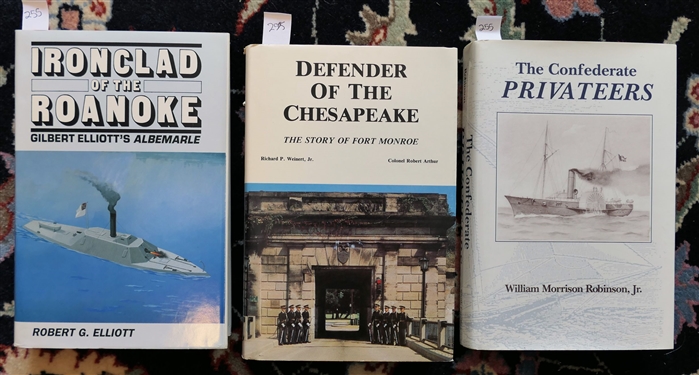 255
IRONCLAD
OF THE
ROANOKE
GILBERT ELLIOTT'S ALBEMARLE
ROBERT G. ELLIOTT
255
DEFENDER
OF THE
CHESAPEAKE
THE STORY OF FORT MONROE
Richard P. Weinert, Jr. Colonel Robert Arthur
255
The Confederate
PRIVATEERS
William Morrison Robinson, Jr.
The Confederate